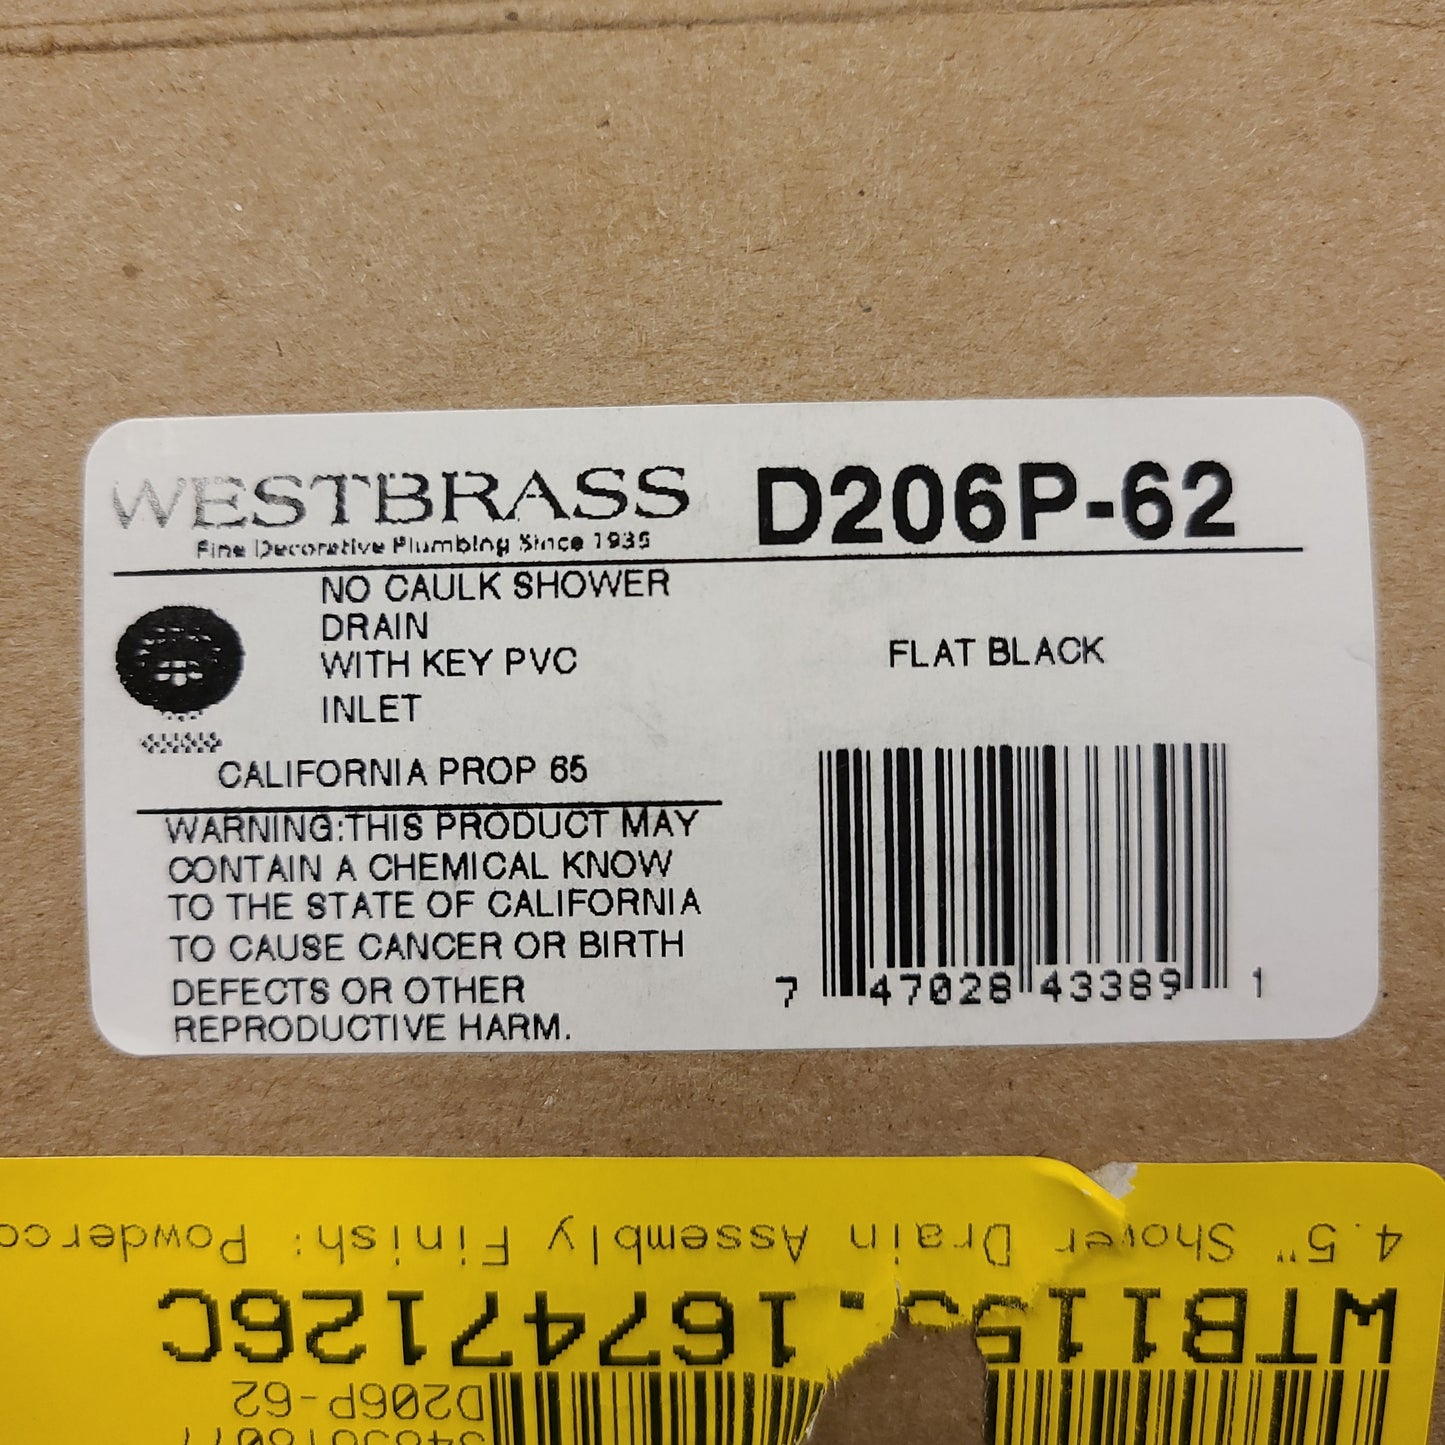 WESTBRASS
Fine Decorative Plumbing Since 1935
D206P-62
NO CAULK SHOWER
DRAIN
WITH KEY PVC
INLET
FLAT BLACK
CALIFORNIA PROP 65
WARNING:THIS PRODUCT MAY
CONTAIN A CHEMICAL KNOW
TO THE STATE OF CALIFORNIA
TO CAUSE CANCER OR BIRTH
DEFECTS OR OTHER
REPRODUCTIVE HARM.
7 47028 43389 1
4.5" Shower Drain Assembly Finish: Powderco
WTB1195.16747126C
D206P-62